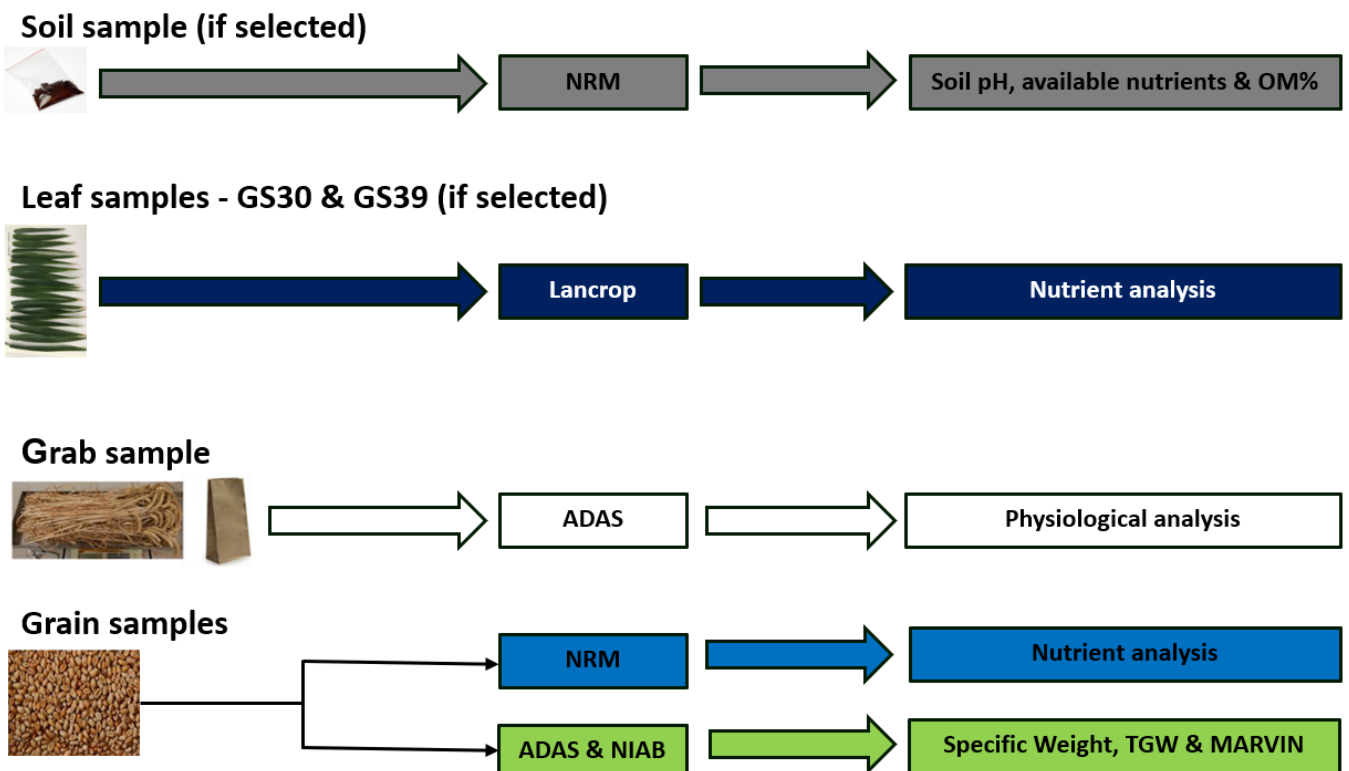 Soil sample (if selected)
NRM
Soil pH, available nutrients & OM%
Leaf samples - GS30 & GS39 (if selected)
Lancrop
Nutrient analysis
Grab sample
ADAS
Physiological analysis
Grain samples
NRM
Nutrient analysis
ADAS & NIAB
Specific Weight, TGW & MARVIN